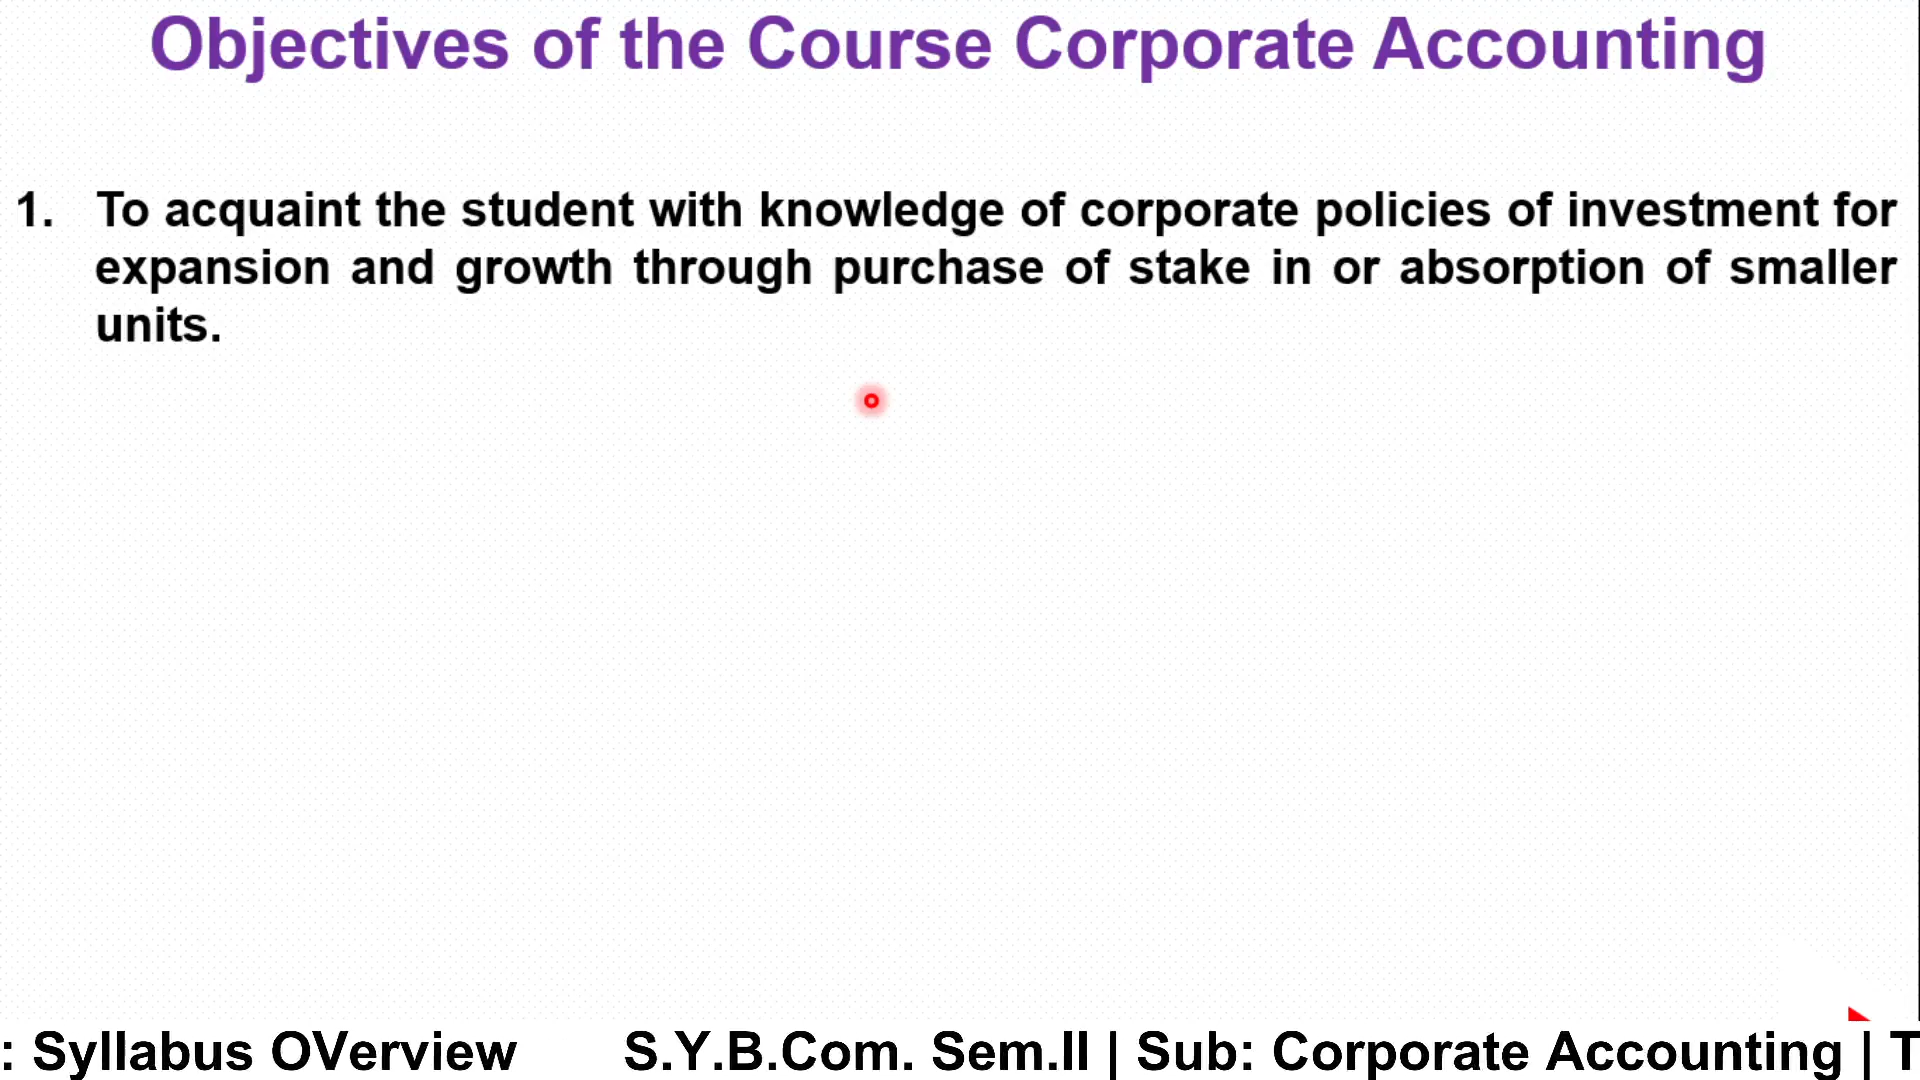 Objectives of the Course Corporate Accounting
1. To acquaint the student with knowledge of corporate policies of investment for
expansion and growth through purchase of stake in or absorption of smaller
units.
: Syllabus OVerview S.Y.B.Com. Sem.II | Sub: Corporate Accounting | T